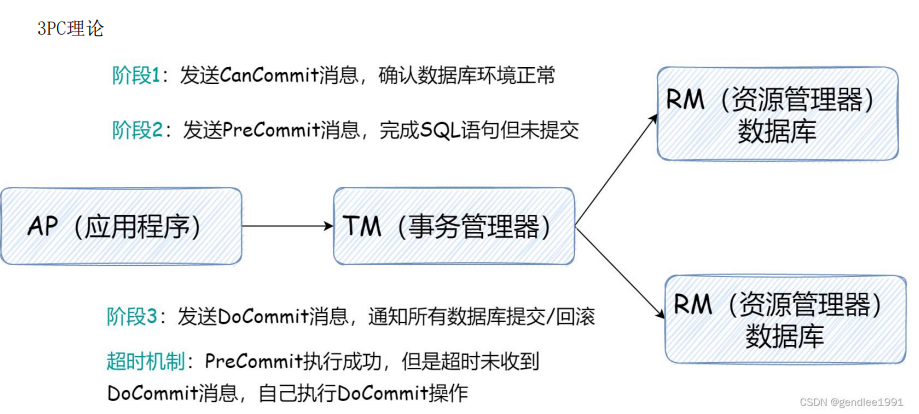 3PC理论
阶段1：发送CanCommit消息，确认数据库环境正常
阶段2：发送PreCommit消息，完成SQL语句但未提交
RM（资源管理器）
数据库
AP（应用程序）
TM（事务管理器）
RM（资源管理器）
数据库
阶段3：发送DoCommit消息，通知所有数据库提交/回滚
超时机制：PreCommit执行成功，但是超时未收到
DoCommit消息，自己执行DoCommit操作
CSDN @gendlee1991